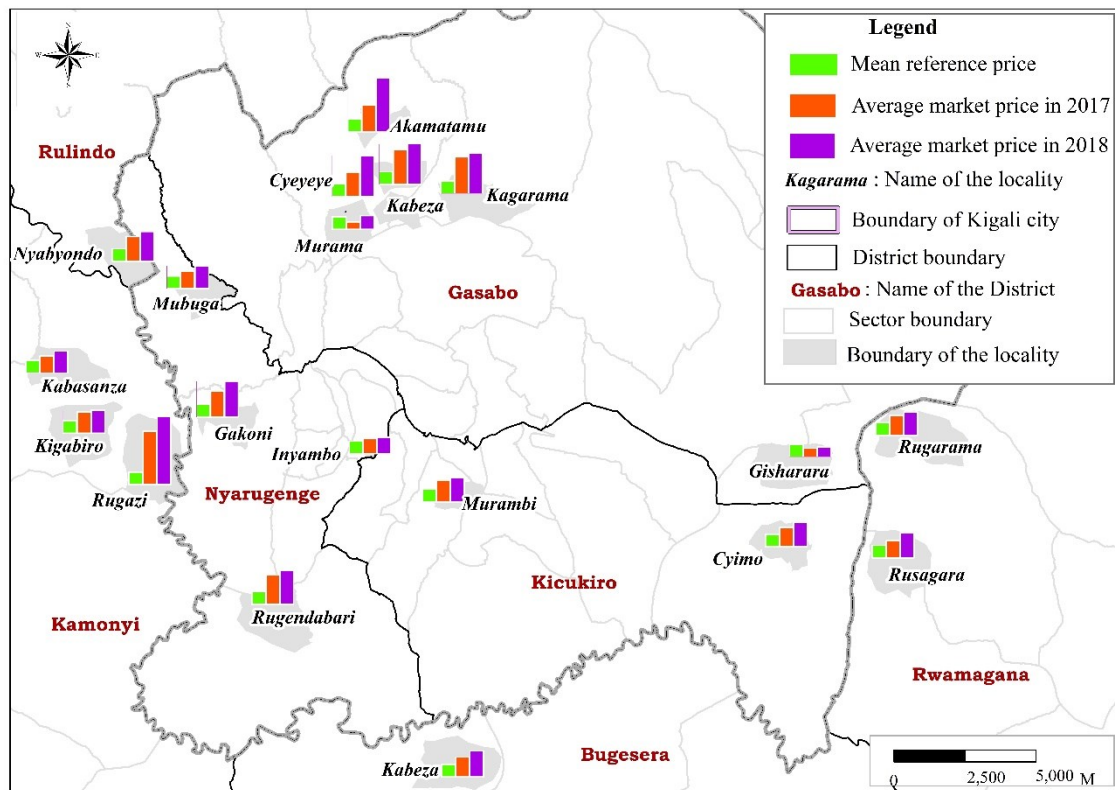 Legend
Mean reference price
Average market price in 2017
Average market price in 2018
Kagarama : Name of the locality
Boundary of Kigali city
District boundary
Gasabo : Name of the District
Sector boundary
Boundary of the locality
N
W
E
S
Akamatamu
Rulindo
Cyeyeye
Kabeza
Kagarama
Murama
Nyabyondo
Mubuga
Gasabo
Kabasanza
Gakoni
Kigabiro
Inyambo
Rugarama
Gisharara
Rugazi
Nyarugenge
Murambi
Cyimo
Rusagara
Kicukiro
Rugendabari
Kamonyi
Rwamagana
Bugesera
Kabeza
0 2,500 5,000 M